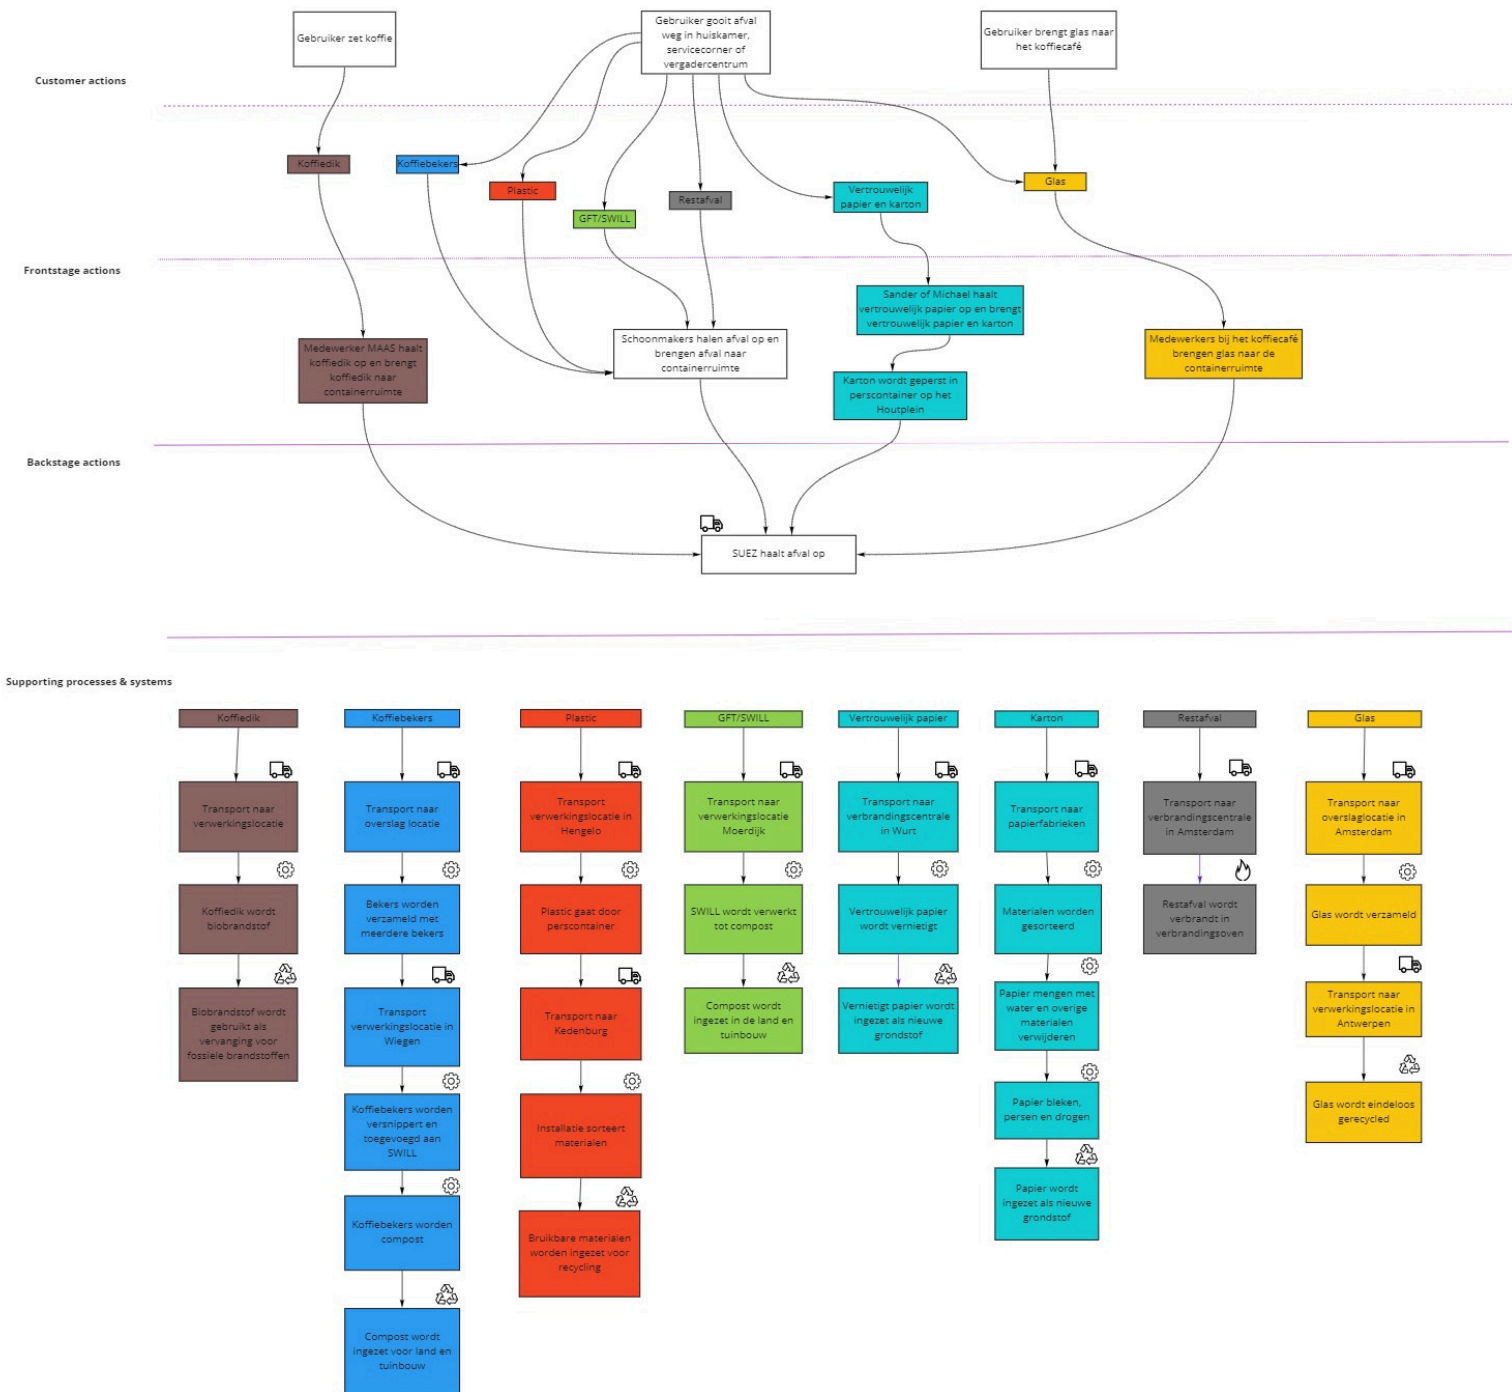 Gebruiker zet koffie
Gebruiker gooit afval
weg in huiskamer,
servicecorner of
vergadercentrum
Gebruiker brengt glas naar
het koffiecafé
Customer actions
Koffiedik
Koffiebekers
Plastic
GFT/SWILL
Restafval
Vertrouwelijk
papier en karton
Glas
Frontstage actions
Medewerker MAAS haalt
koffiedik op en brengt
koffiedik naar
containerruimte
Schoonmakers halen afval op en
brengen afval naar
containerruimte
Sander of Michael haalt
vertrouwelijk papier op en brengt
vertrouwelijk papier en karton
Karton wordt geperst in
perscontainer op het
Houtplein
Medewerkers bij het koffiecafé
brengen glas naar de
containerruimte
Backstage actions
SUEZ haalt afval op
Supporting processes & systems
Koffiedik
Transport naar
verwerkingslocatie
Koffiedik wordt
biobrandstof
Biobrandstof wordt
gebruikt als
vervanging voor
fossiele brandstoffen
Koffiebekers
Transport naar
overslag locatie
Bekers worden
verzameld met
meerdere bekers
Transport
verwerkingslocatie in
Wiegen
Koffiebekers worden
versnippert en
toegevoegd aan
SWILL
Koffiebekers worden
compost
Compost wordt
ingezet voor land en
tuinbouw
Plastic
Transport
verwerkingslocatie in
Hengelo
Plastic gaat door
perscontainer
Transport naar
Kedenburg
Installatie sorteert
materialen
Bruikbare materialen
worden ingezet voor
recycling
GFT/SWILL
Transport naar
verwerkingslocatie
Moerdijk
SWILL wordt verwerkt
tot compost
Compost wordt
ingezet in de land en
tuinbouw
Vertrouwelijk papier
Transport naar
verbrandingscentrale
in Wurt
Vertrouwelijk papier
wordt vernietigt
Vernietigt papier wordt
ingezet als nieuwe
grondstof
Karton
Transport naar
papierfabrieken
Materialen worden
gesorteerd
Papier mengen met
water en overige
materialen
verwijderen
Papier bleken,
persen en drogen
Papier wordt
ingezet als nieuwe
grondstof
Restafval
Transport naar
verbrandingscentrale
in Amsterdam
Restafval wordt
verbrandt in
verbrandingsoven
Glas
Transport naar
overslaglocatie in
Amsterdam
Glas wordt verzameld
Transport naar
verwerkingslocatie in
Antwerpen
Glas wordt eindeloos
gerecycled